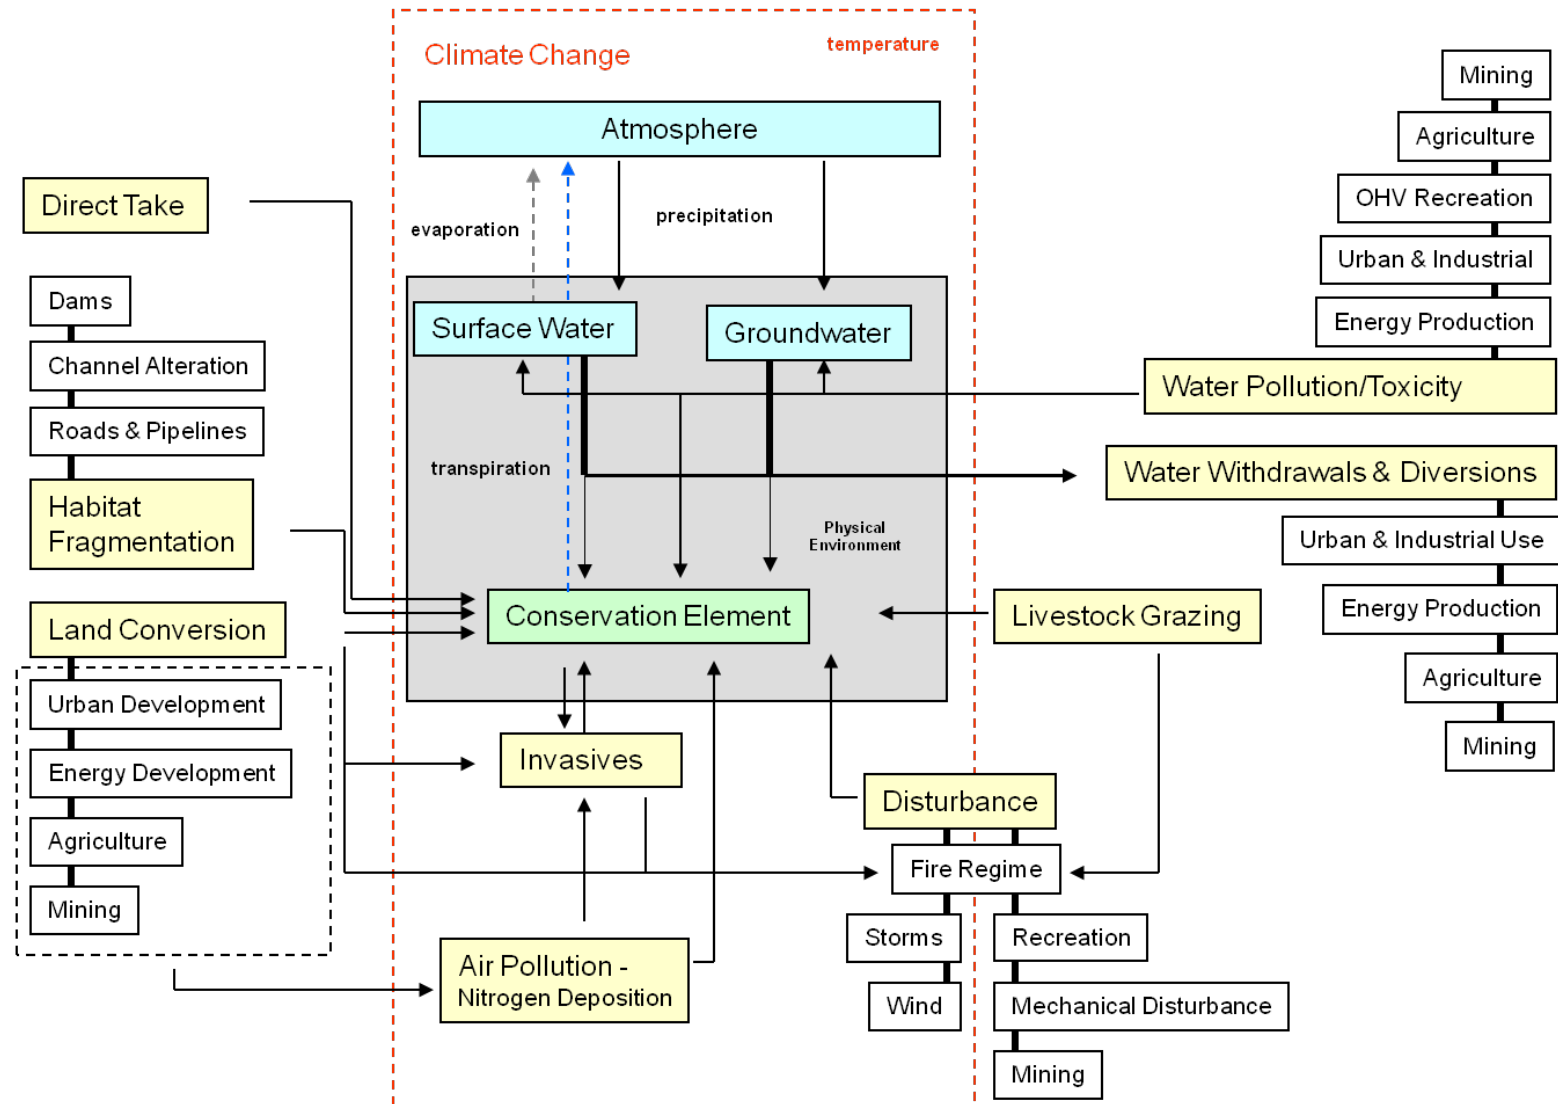 Climate Change
temperature
Atmosphere
evaporation
precipitation
Direct Take
Dams
Channel Alteration
Roads & Pipelines
Habitat
Fragmentation
Land Conversion
Urban Development
Energy Development
Agriculture
Mining
Surface Water
Groundwater
transpiration
Physical
Environment
Conservation Element
Invasives
Air Pollution -
Nitrogen Deposition
Mining
Agriculture
OHV Recreation
Urban & Industrial
Energy Production
Water Pollution/Toxicity
Water Withdrawals & Diversions
Urban & Industrial Use
Energy Production
Agriculture
Mining
Livestock Grazing
Disturbance
Fire Regime
Storms
Wind
Recreation
Mechanical Disturbance
Mining